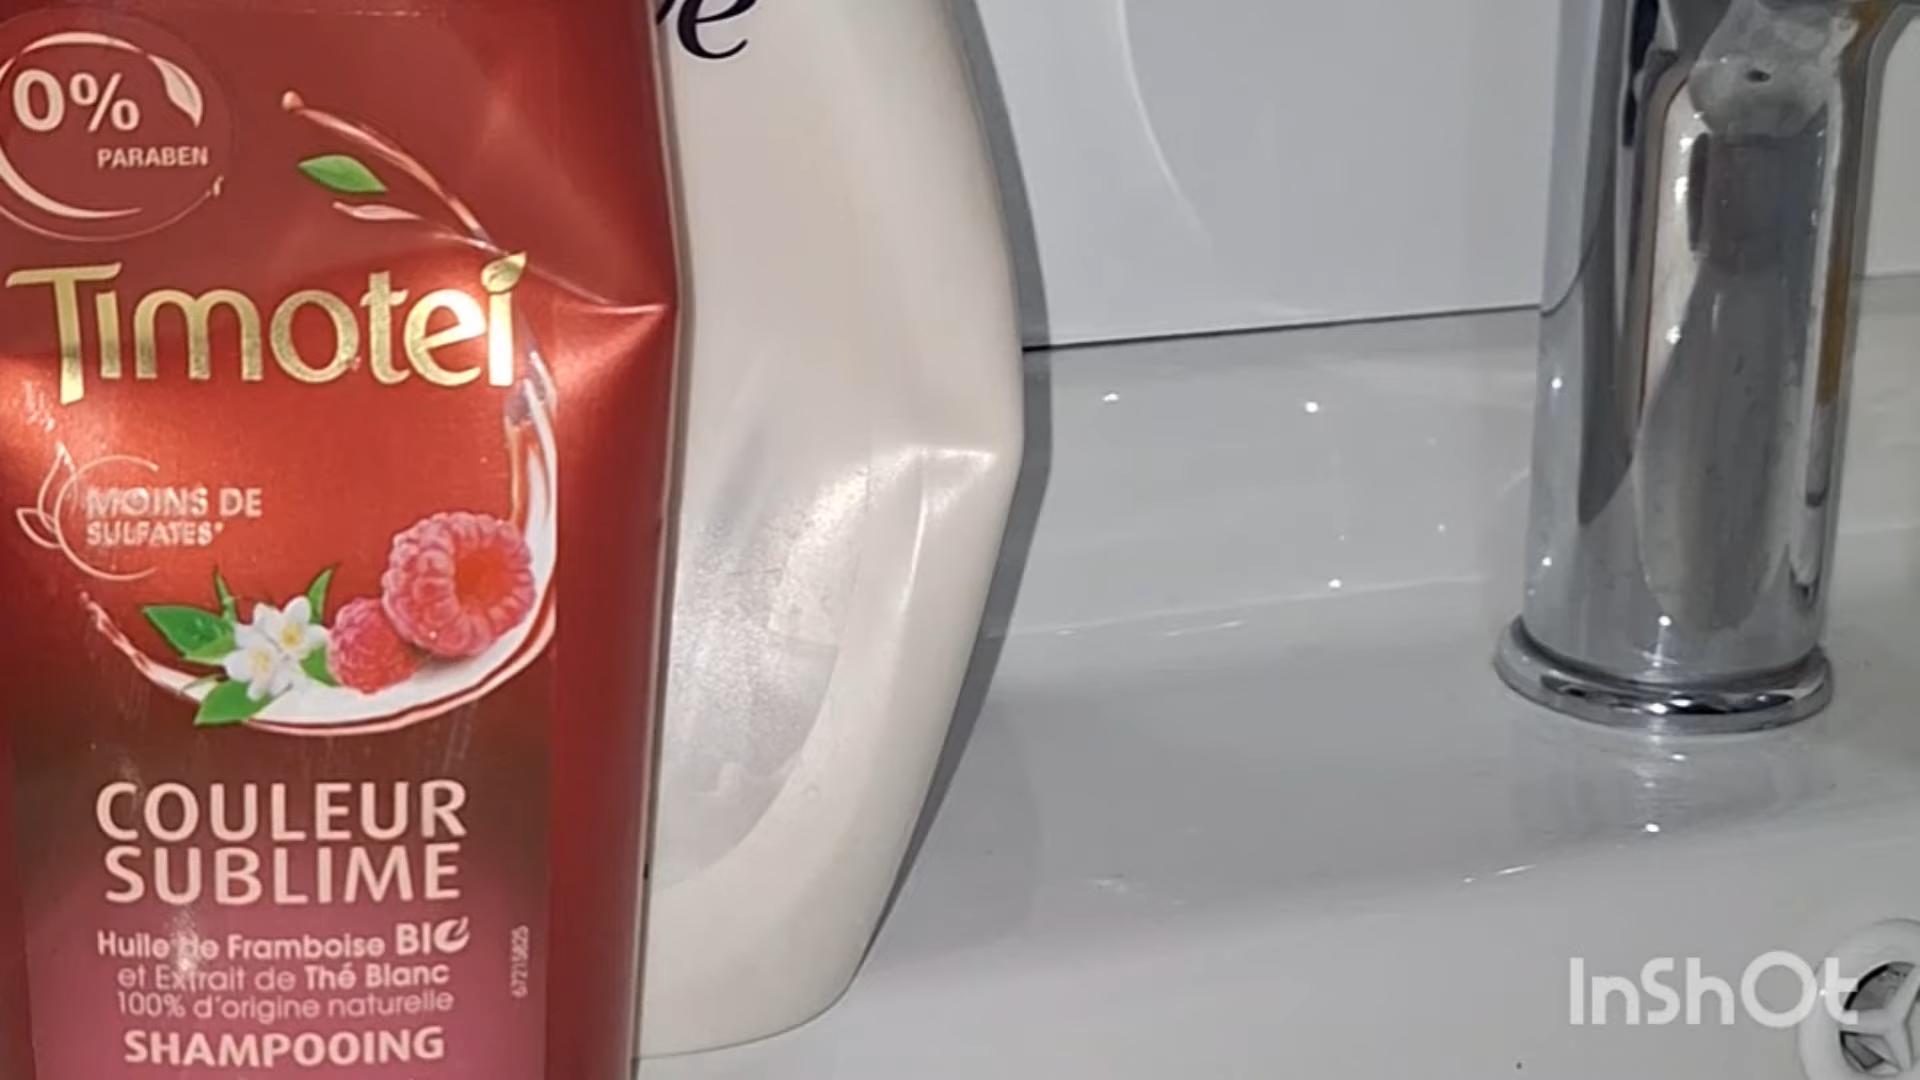 0%
PARABEN
Timotei
MOINS DE
SULFATES*
COULEUR
SUBLIME
Huile de Framboise BIO
et Extrait de Thé Blanc
100% d'origine naturelle
SHAMPOOING
ve
InShOt